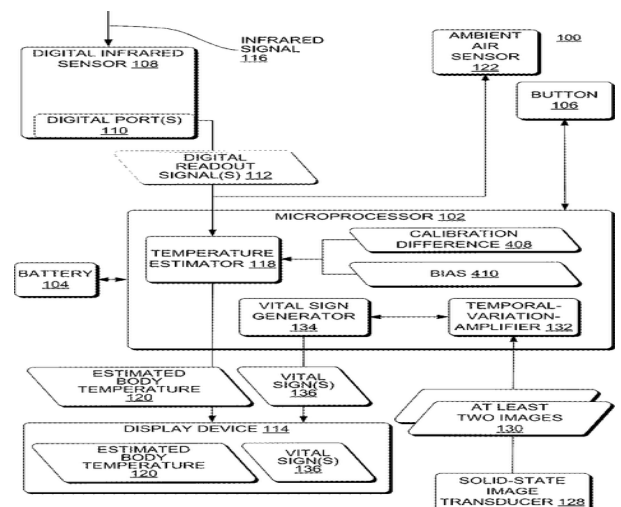 INFRARED
SIGNAL
116
DIGITAL INFRARED
SENSOR 108
DIGITAL PORT(S)
110
AMBIENT
AIR
SENSOR
122
100
BUTTON
106
DIGITAL
READOUT
SIGNAL(S) 112
MICROPROCESSOR 102
CALIBRATION
DIFFERENCE 408
TEMPERATURE
ESTIMATOR 118
BIAS 410
BATTERY
104
VITAL SIGN
GENERATOR
134
TEMPORAL-
VARIATION-
AMPLIFIER 132
ESTIMATED
BODY
TEMPERATURE
120
VITAL
SIGN(S)
136
AT LEAST
TWO IMAGES
130
DISPLAY DEVICE 114
ESTIMATED
BODY
TEMPERATURE
120
VITAL
SIGN(S)
136
SOLID-STATE
IMAGE
TRANSDUCER 128